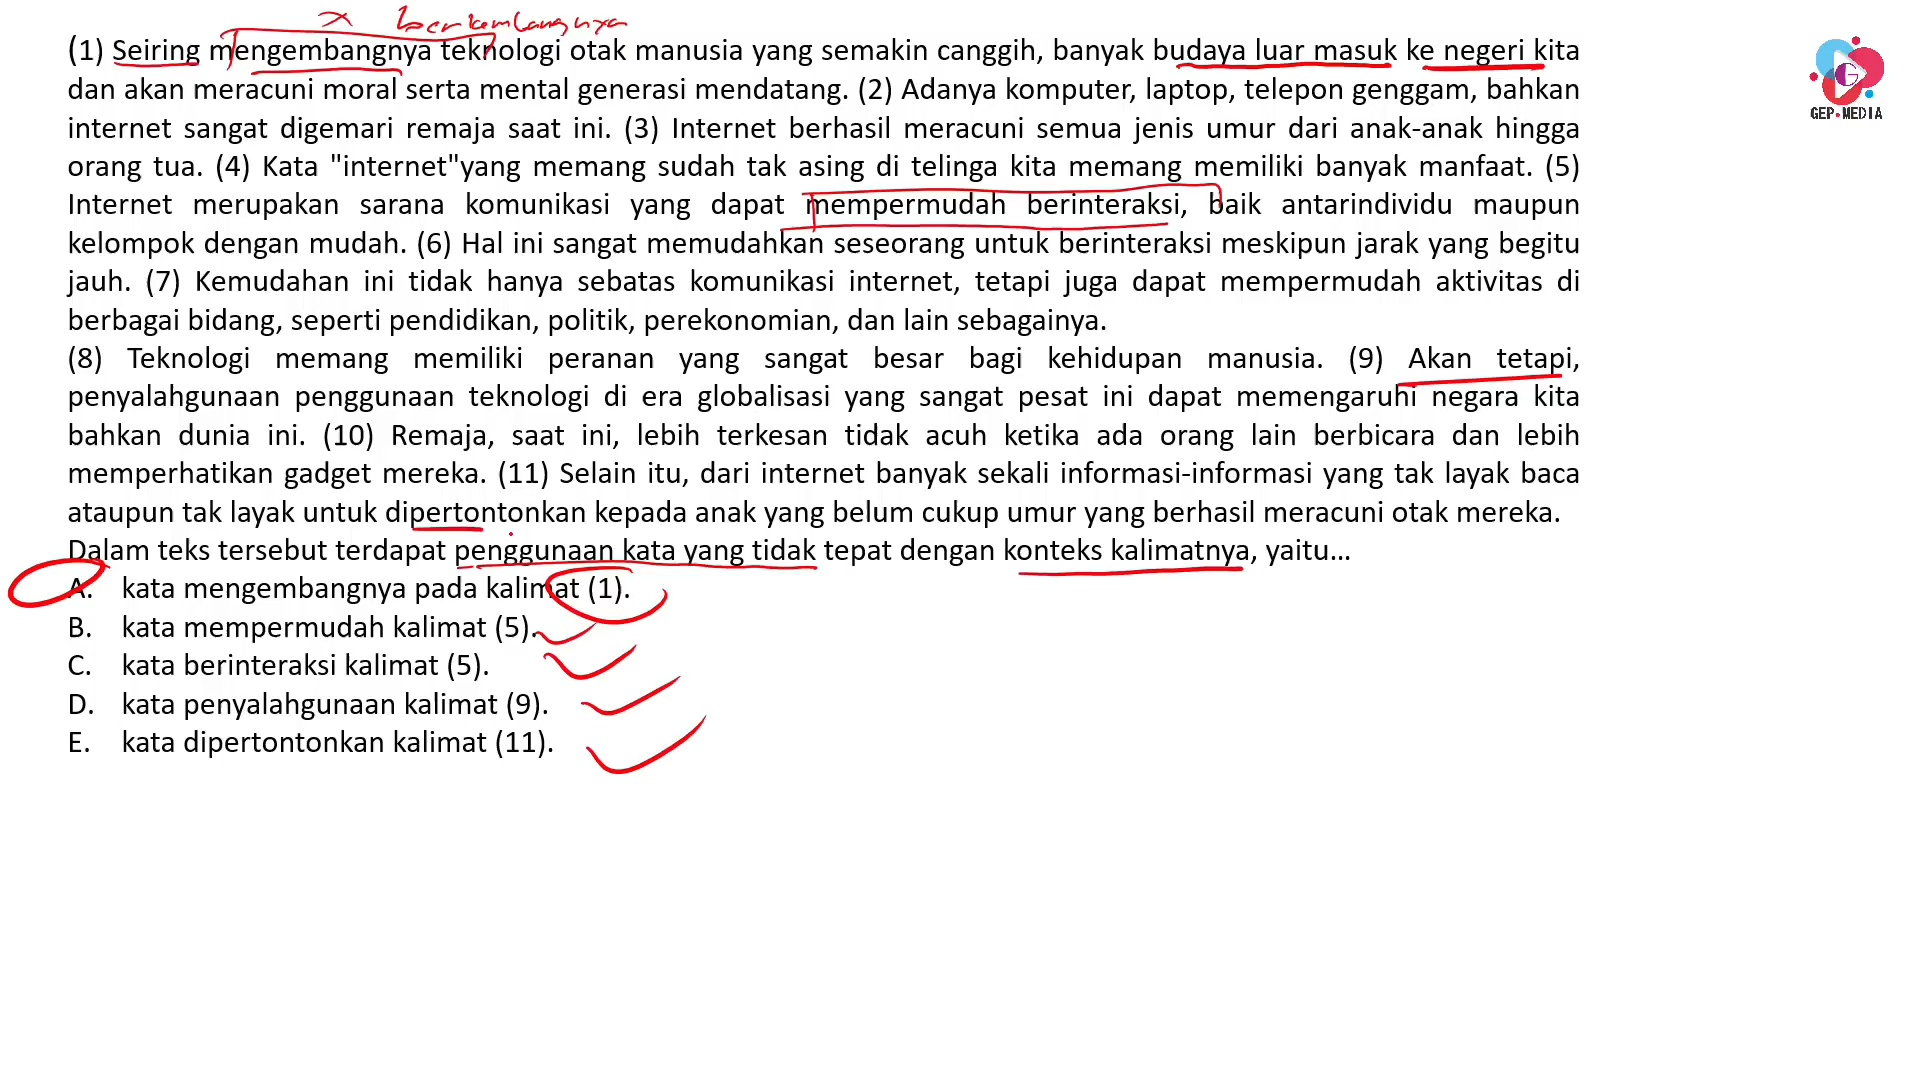 x berkembangnya
(1) Seiring mengembangnya teknologi otak manusia yang semakin canggih, banyak budaya luar masuk ke negeri kita
dan akan meracuni moral serta mental generasi mendatang. (2) Adanya komputer, laptop, telepon genggam, bahkan
internet sangat digemari remaja saat ini. (3) Internet berhasil meracuni semua jenis umur dari anak-anak hingga
orang tua. (4) Kata "internet"yang memang sudah tak asing di telinga kita memang memiliki banyak manfaat. (5)
Internet merupakan sarana komunikasi yang dapat mempermudah berinteraksi, baik antarindividu maupun
kelompok dengan mudah. (6) Hal ini sangat memudahkan seseorang untuk berinteraksi meskipun jarak yang begitu
jauh. (7) Kemudahan ini tidak hanya sebatas komunikasi internet, tetapi juga dapat mempermudah aktivitas di
berbagai bidang, seperti pendidikan, politik, perekonomian, dan lain sebagainya.
(8) Teknologi memang memiliki peranan yang sangat besar bagi kehidupan manusia. (9) Akan tetapi,
penyalahgunaan penggunaan teknologi di era globalisasi yang sangat pesat ini dapat memengaruhi negara kita
bahkan dunia ini. (10) Remaja, saat ini, lebih terkesan tidak acuh ketika ada orang lain berbicara dan lebih
memperhatikan gadget mereka. (11) Selain itu, dari internet banyak sekali informasi-informasi yang tak layak baca
ataupun tak layak untuk dipertontonkan kepada anak yang belum cukup umur yang berhasil meracuni otak mereka.
Dalam teks tersebut terdapat penggunaan kata yang tidak tepat dengan konteks kalimatnya, yaitu...
A. kata mengembangnya pada kalimat (1).
B. kata mempermudah kalimat (5).
C. kata berinteraksi kalimat (5).
D. kata penyalahgunaan kalimat (9).
E. kata dipertontonkan kalimat (11).
G
GEP MEDIA